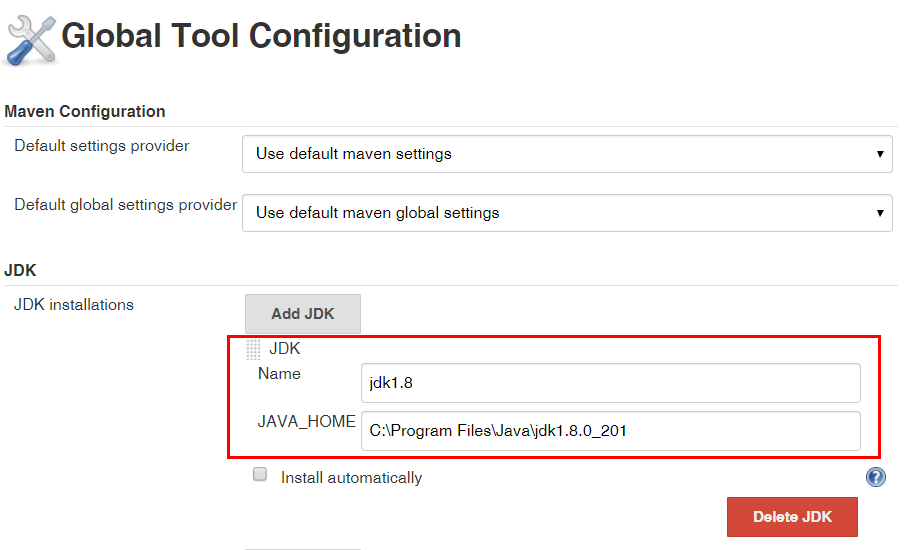 Global Tool Configuration
Maven Configuration
Default settings provider
Use default maven settings
Default global settings provider
Use default maven global settings
JDK
JDK installations
Add JDK
JDK
Name
jdk1.8
JAVA_HOME
C:\Program Files\Java\jdk1.8.0_201
Install automatically
?
Delete JDK